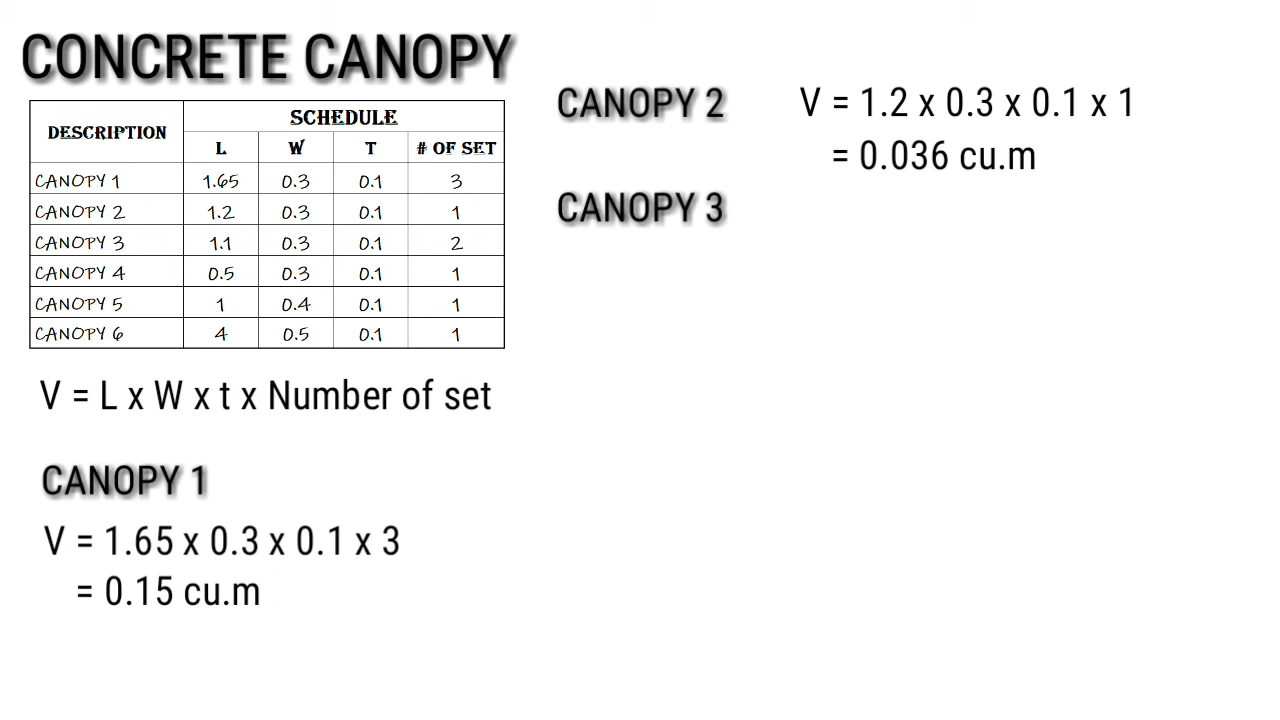 CONCRETE CANOPY
DESCRIPTION SCHEDULE
L W T # OF SET
CANOPY 1 1.65 0.3 0.1 3
CANOPY 2 1.2 0.3 0.1 1
CANOPY 3 1.1 0.3 0.1 2
CANOPY 4 0.5 0.3 0.1 1
CANOPY 5 1 0.4 0.1 1
CANOPY 6 4 0.5 0.1 1
V = L x W x t x Number of set
CANOPY 1
V = 1.65 x 0.3 x 0.1 x 3
= 0.15 cu.m
CANOPY 2 V = 1.2 x 0.3 x 0.1 x 1
= 0.036 cu.m
CANOPY 3